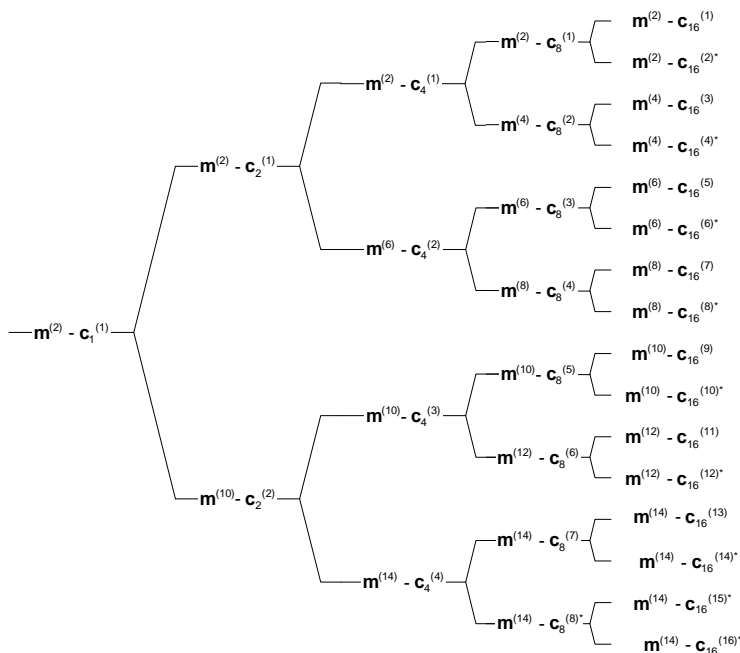 m(2) - c1(1)
m(2) - c2(1)
m(10) - c2(2)
m(2) - c4(1)
m(6) - c4(2)
m(10) - c4(3)
m(14) - c4(4)
m(2) - c8(1)
m(4) - c8(2)
m(6) - c8(3)
m(8) - c8(4)
m(10) - c8(5)
m(12) - c8(6)
m(14) - c8(7)
m(14) - c8(8)*
m(2) - c16(1)
m(2) - c16(2)*
m(4) - c16(3)
m(4) - c16(4)*
m(6) - c16(5)
m(6) - c16(6)*
m(8) - c16(7)
m(8) - c16(8)*
m(10) - c16(9)
m(10) - c16(10)*
m(12) - c16(11)
m(12) - c16(12)*
m(14) - c16(13)
m(14) - c16(14)*
m(14) - c16(15)*
m(14) - c16(16)*